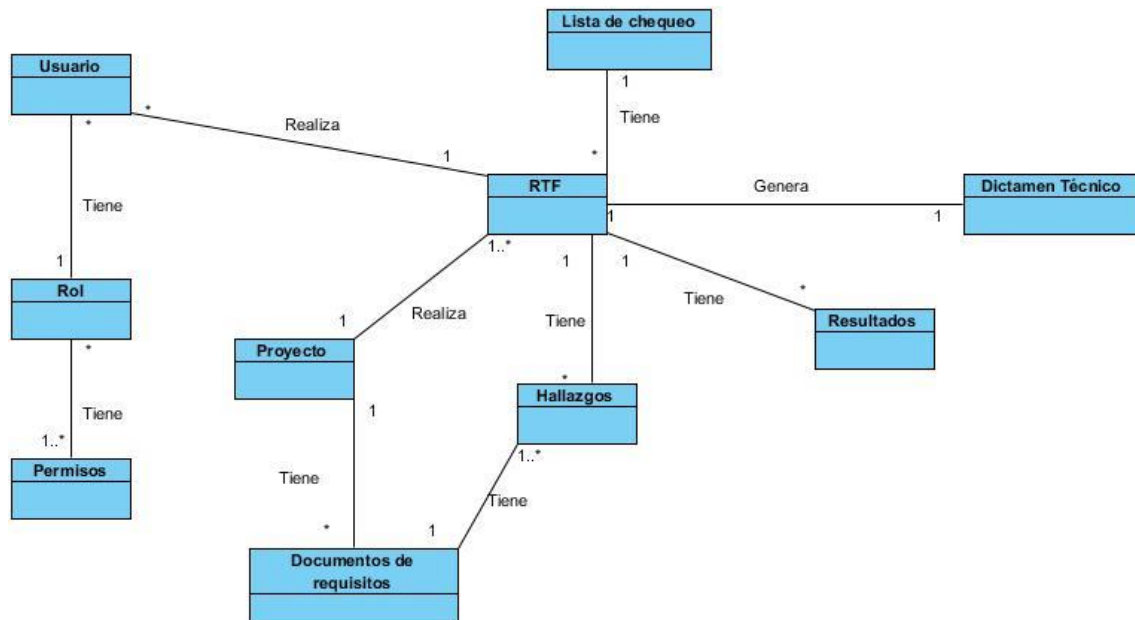 Lista de chequeo
Usuario
1
*
*
Tiene
Realiza
1
*
RTF
Genera
Dictamen Técnico
Tiene
1
1
1..*
1
1
1
Rol
Realiza
Tiene
Tiene
*
Resultados
*
1
Proyecto
Tiene
*
Hallazgos
1..*
1
Permisos
1..*
Tiene
Tiene
*
1
Documentos de
requisitos